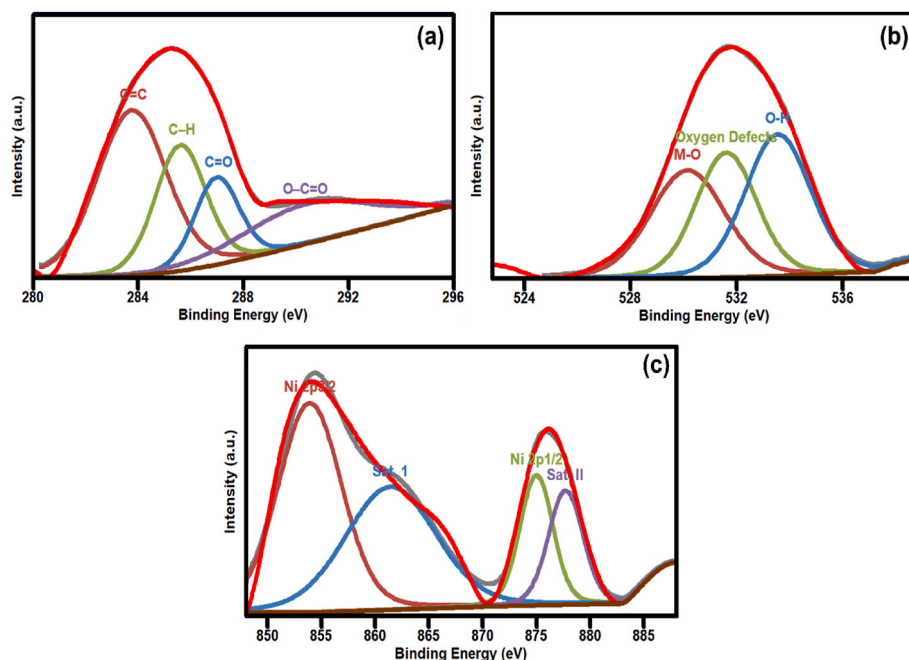 (a)
Intensity (a.u.)
C=C
C–H
C=O
O–C=O
280 284 288 292 296
Binding Energy (eV)
(b)
Intensity (a.u.)
O-H
Oxygen Defects
M-O
524 528 532 536
Binding Energy (eV)
(c)
Intensity (a.u.)
Ni 2p3/2
Sat. 1
Ni 2p1/2
Sat. II
850 855 860 865 870 875 880 885
Binding Energy (eV)